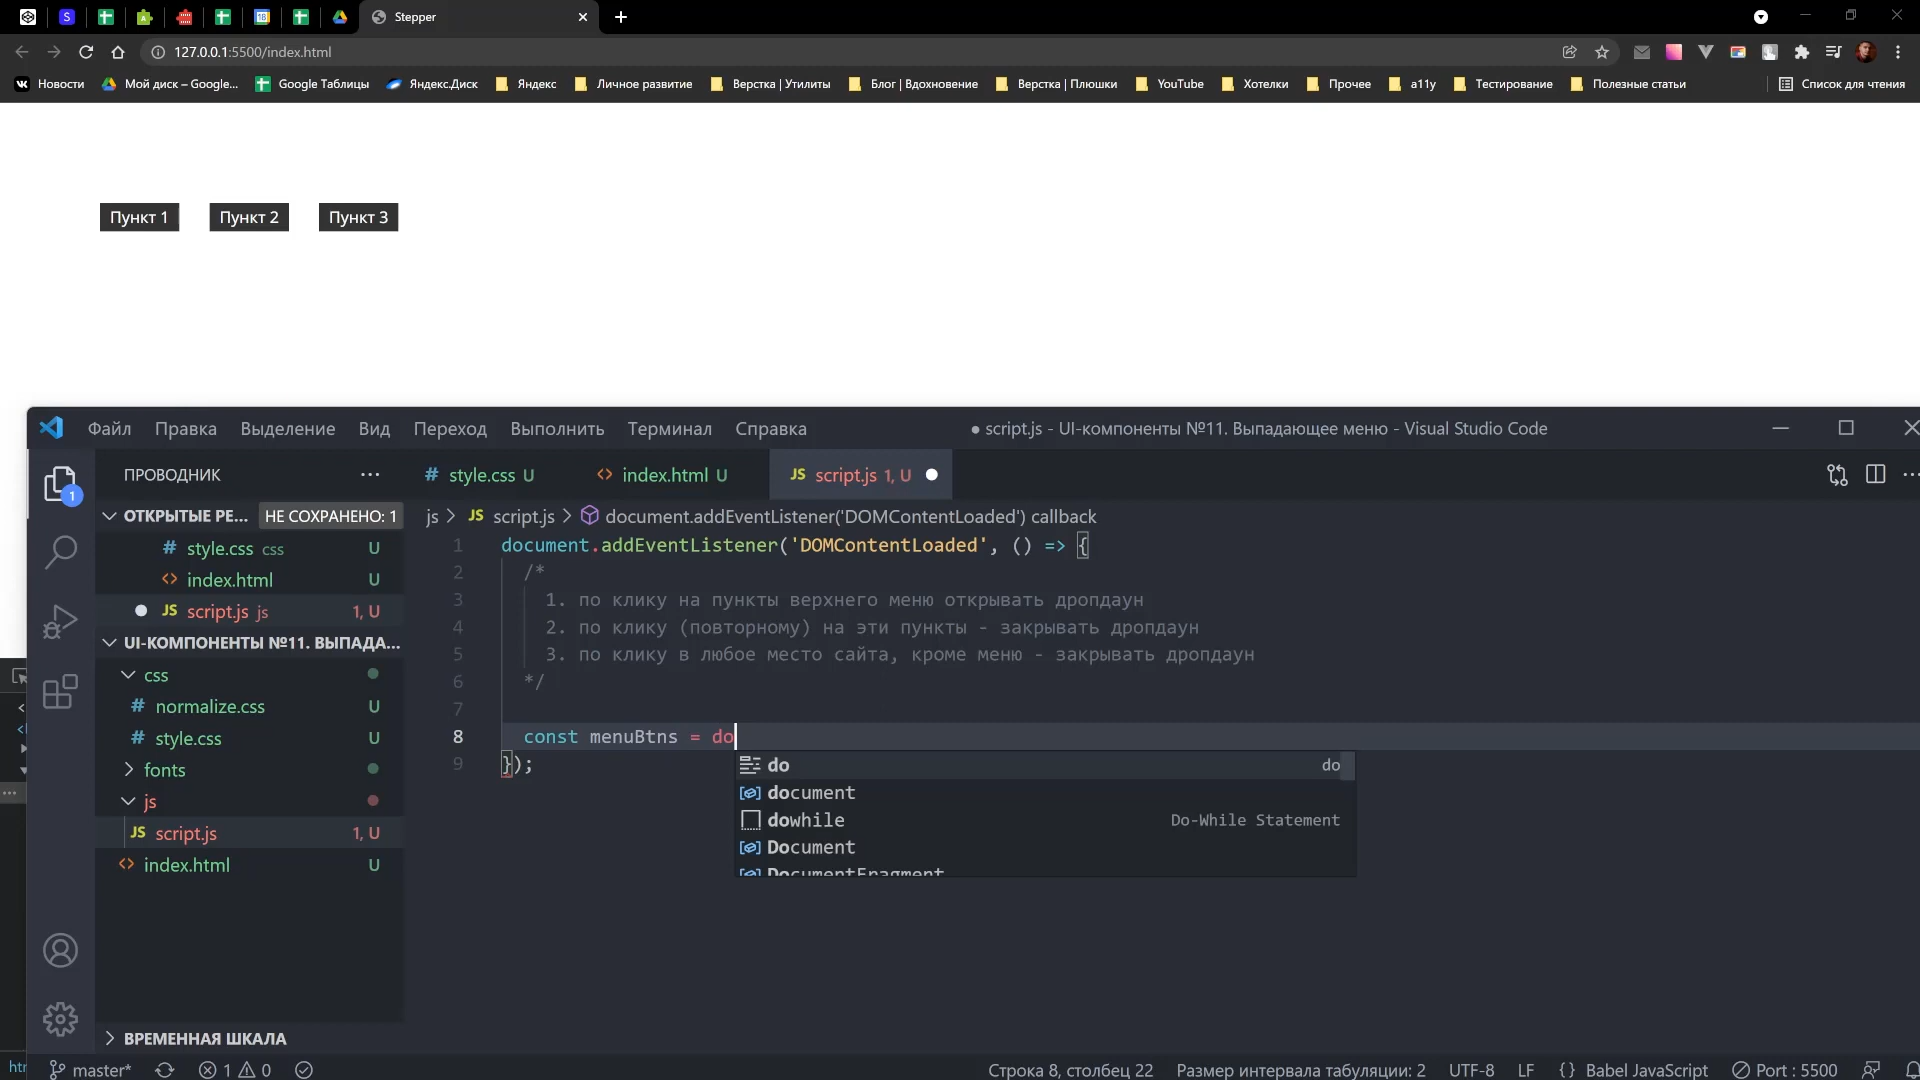 Stepper
127.0.0.1:5500/index.html
Новости Мой диск – Google... Google Таблицы Яндекс.Диск Яндекс Личное развитие Верстка | Утилиты Блог | Вдохновение Верстка | Плюшки YouTube Хотелки Прочее a11y Тестирование Полезные статьи Список для чтения
Пункт 1 Пункт 2 Пункт 3
Файл Правка Выделение Вид Переход Выполнить Терминал Справка ● script.js - UI-компоненты №11. Выпадающее меню - Visual Studio Code
ПРОВОДНИК ··· # style.css U <> index.html U JS script.js 1, U
ОТКРЫТЫЕ РЕ... НЕ СОХРАНЕНО: 1
js > JS script.js > document.addEventListener('DOMContentLoaded') callback
# style.css css U
<> index.html U
JS script.js js 1, U
UI-КОМПОНЕНТЫ №11. ВЫПАДА...
css
# normalize.css U
# style.css U
fonts
js
JS script.js 1, U
<> index.html U
ВРЕМЕННАЯ ШКАЛА
1 document.addEventListener('DOMContentLoaded', () => {
2 /*
3 1. по клику на пункты верхнего меню открывать дропдаун
4 2. по клику (повторному) на эти пункты - закрывать дропдаун
5 3. по клику в любое место сайта, кроме меню - закрывать дропдаун
6 */
7
8 const menuBtns = do
9 });
do do
document
dowhile Do-While Statement
Document
DocumentFragment
master* 1 0 Строка 8, столбец 22 Размер интервала табуляции: 2 UTF-8 LF {} Babel JavaScript Port : 5500